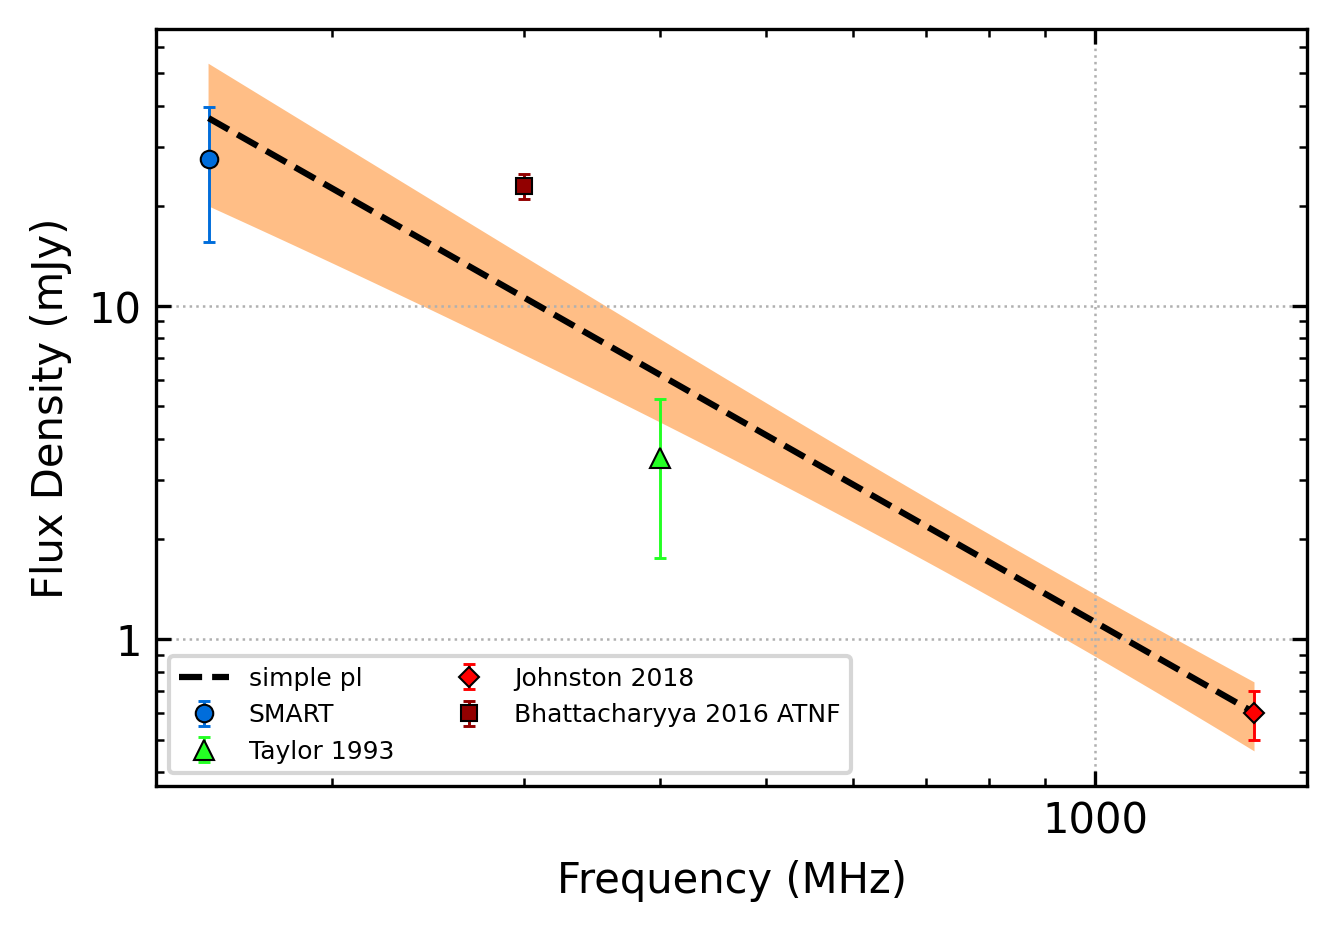 Flux Density (mJy)
10
1
simple pl
SMART
Taylor 1993
Johnston 2018
Bhattacharyya 2016 ATNF
1000
Frequency (MHz)